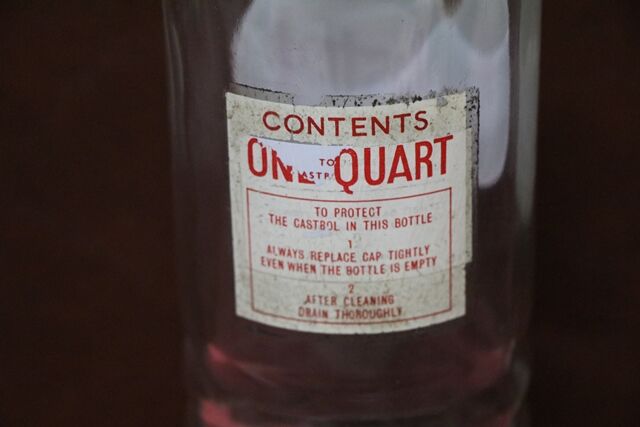 CONTENTS
ONE QUART
TO
TO PROTECT
THE CASTROL IN THIS BOTTLE
1
ALWAYS REPLACE CAP TIGHTLY
EVEN WHEN THE BOTTLE IS EMPTY
2
AFTER CLEANING
DRAIN THOROUGHLY